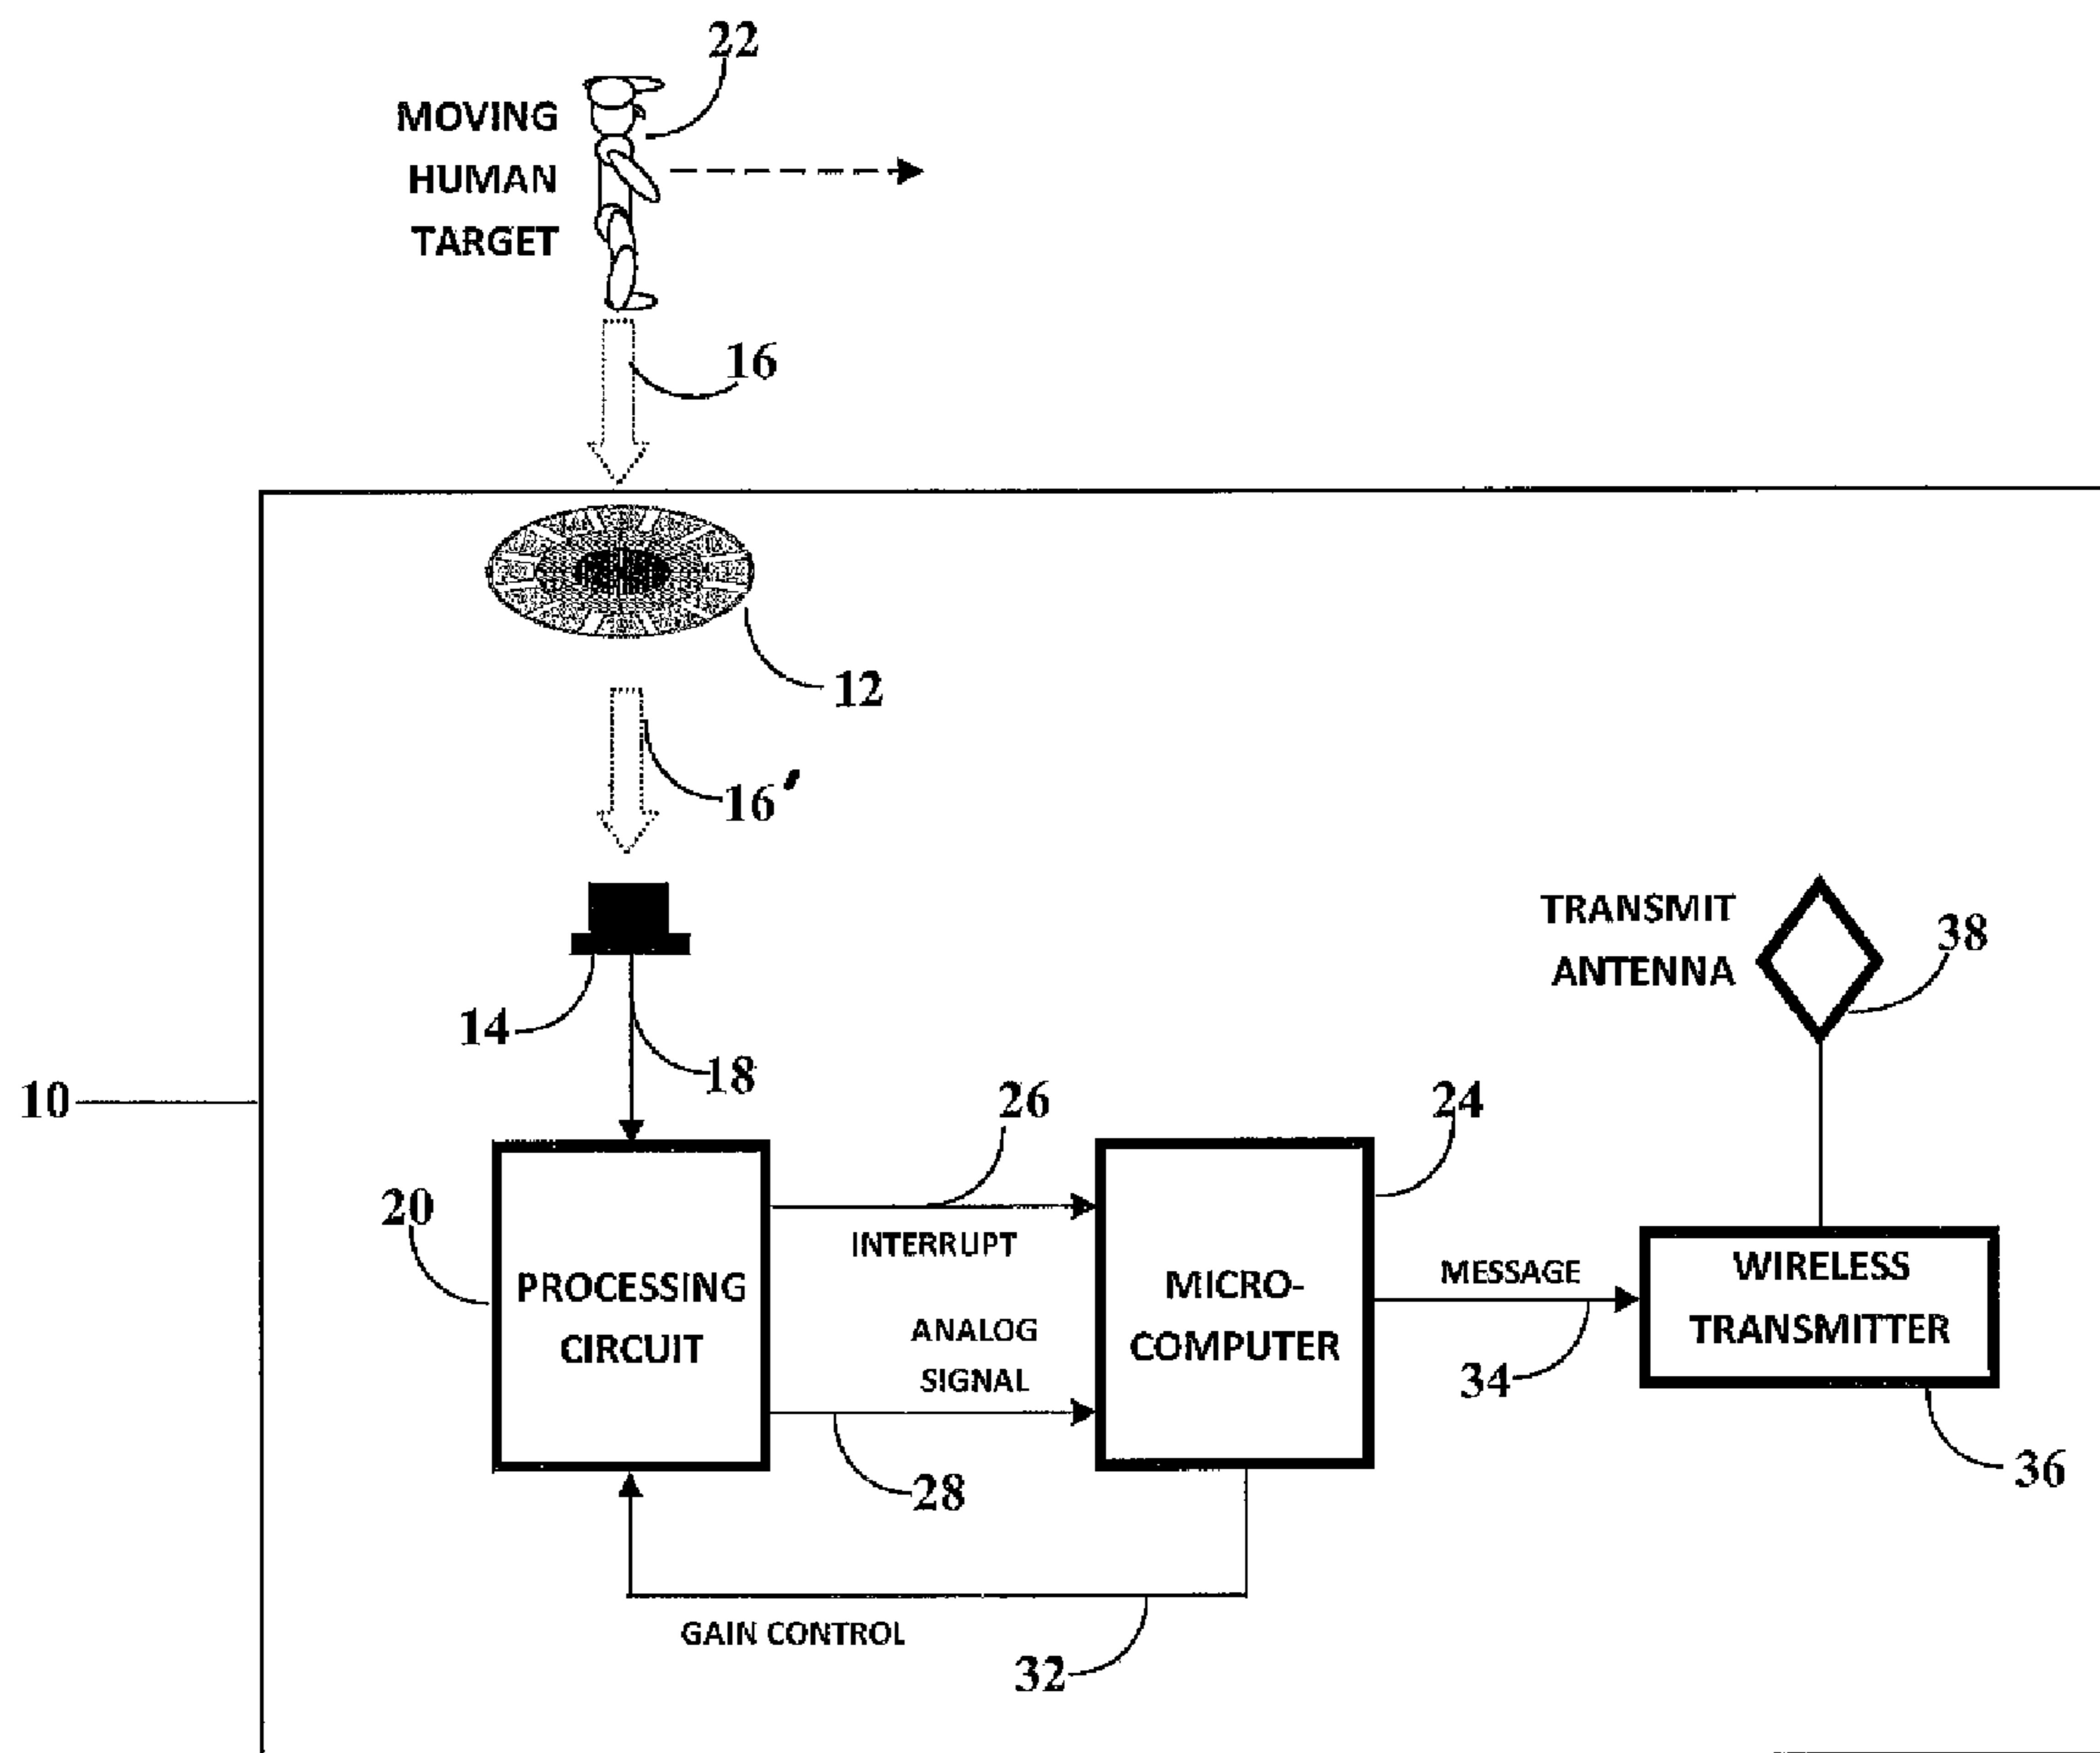 22
MOVING
HUMAN
TARGET
16
12
16'
TRANSMIT
ANTENNA
38
14
18
10
26
24
20
INTERRUPT
PROCESSING
CIRCUIT
ANALOG
SIGNAL
MICRO-
COMPUTER
MESSAGE
WIRELESS
TRANSMITTER
34
28
36
GAIN CONTROL
32